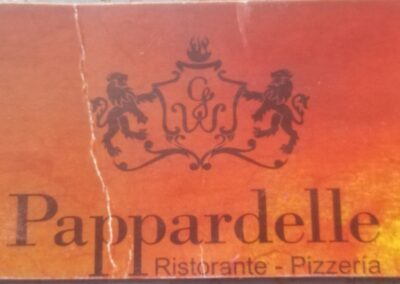 G
W
Pappardelle
Ristorante - Pizzeria